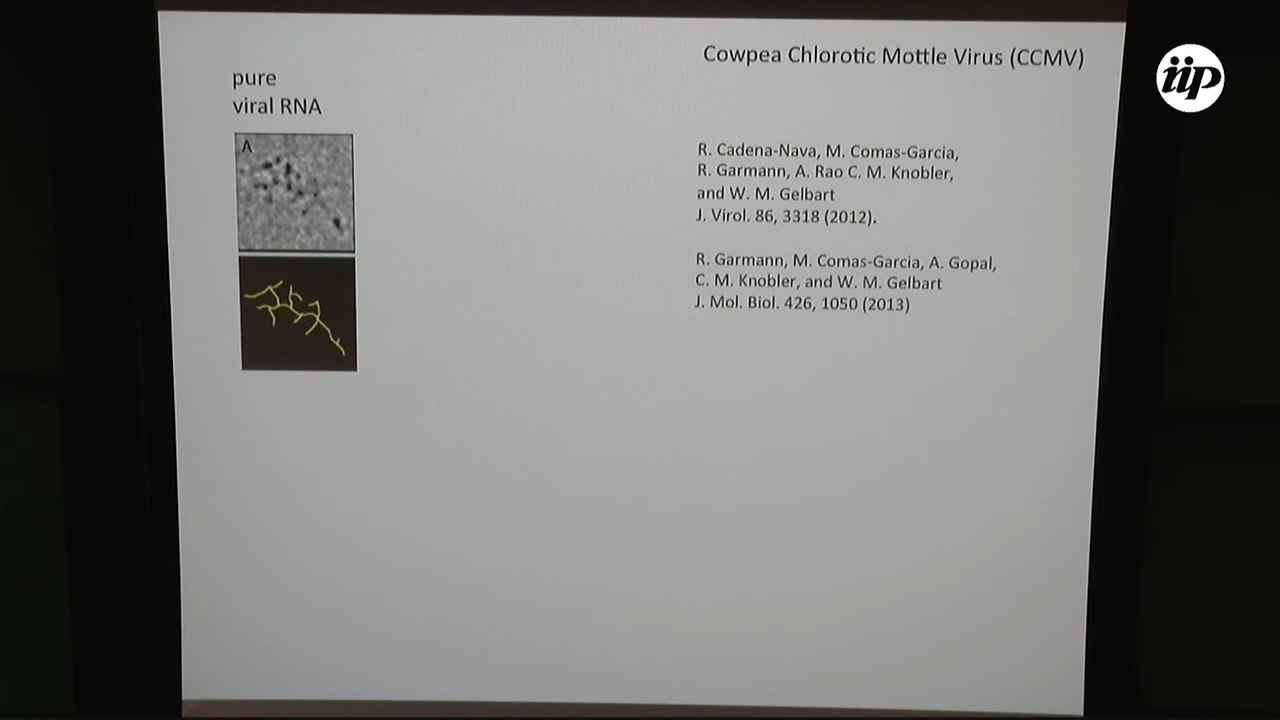 Cowpea Chlorotic Mottle Virus (CCMV)
pure
viral RNA
A
R. Cadena-Nava, M. Comas-Garcia,
R. Garmann, A. Rao C. M. Knobler,
and W. M. Gelbart
J. Virol. 86, 3318 (2012).
R. Garmann, M. Comas-Garcia, A. Gopal,
C. M. Knobler, and W. M. Gelbart
J. Mol. Biol. 426, 1050 (2013)
iip